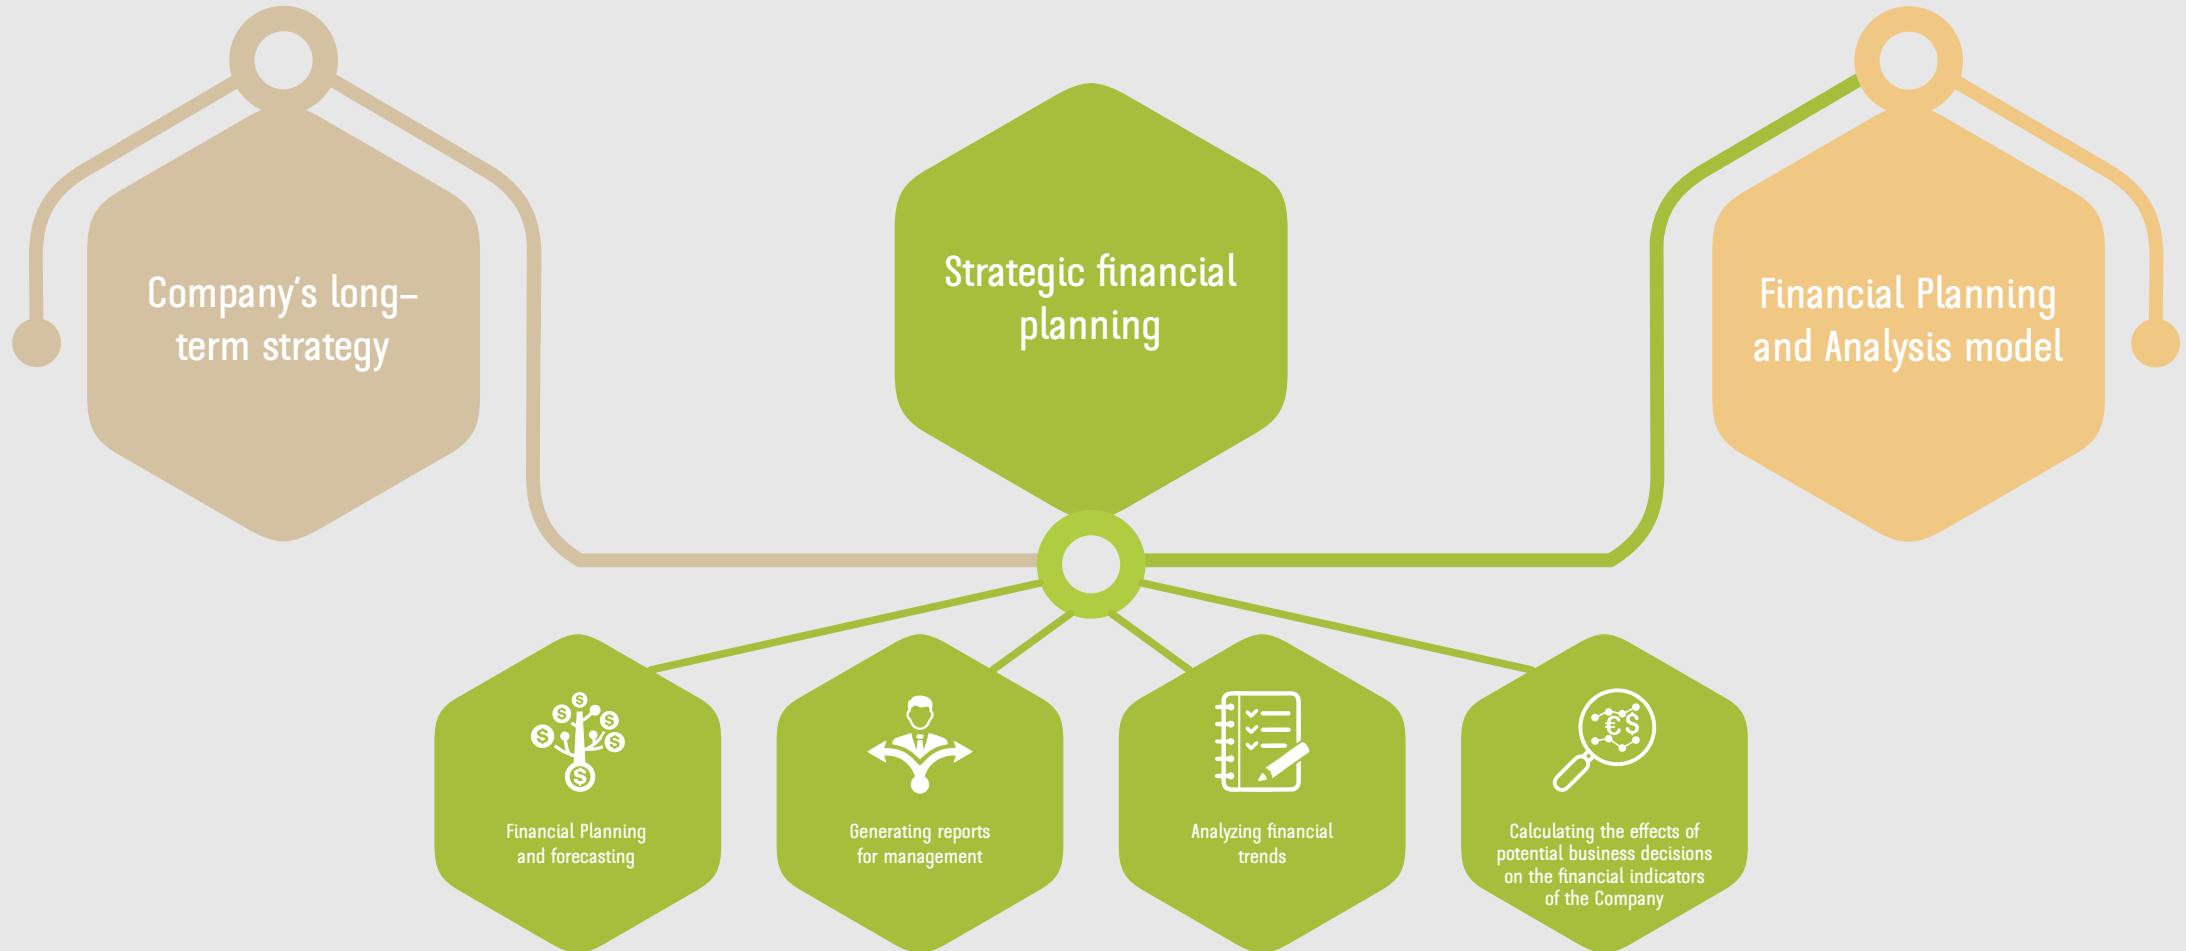 Company's long–
term strategy
Strategic financial
planning
Financial Planning
and Analysis model
Financial Planning
and forecasting
Generating reports
for management
Analyzing financial
trends
Calculating the effects of
potential business decisions
on the financial indicators
of the Company